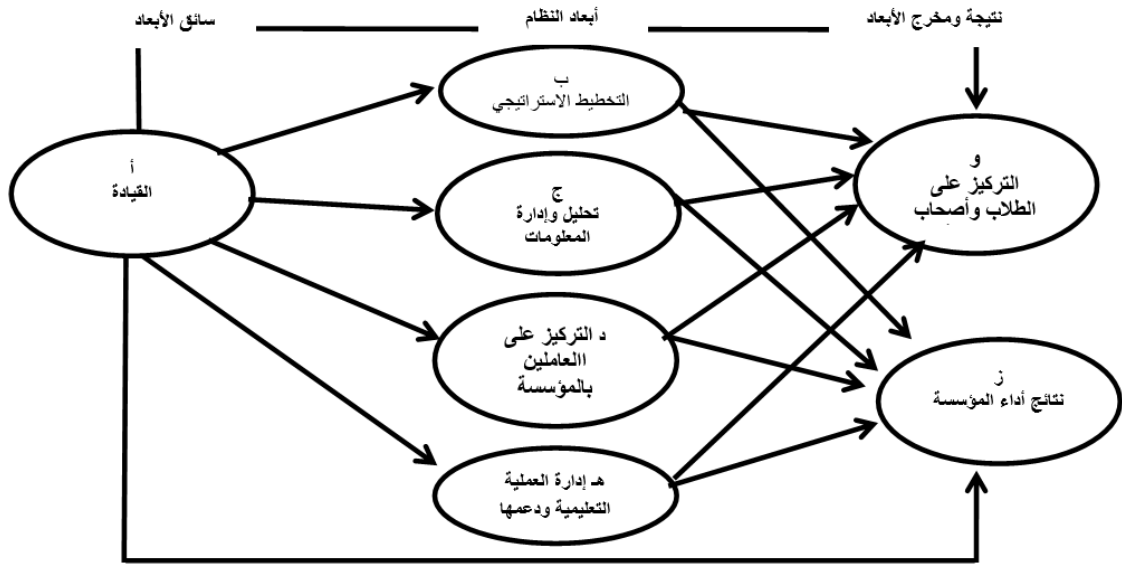 سائق الأبعاد
أبعاد النظام
نتيجة ومخرج الأبعاد
أ
القيادة
ب
التخطيط الاستراتيجي
ج
تحليل وإدارة
المعلومات
د التركيز على
االعاملين
بالمؤسسة
هـ إدارة العملية
التعليمية ودعمها
و
التركيز على
الطلاب وأصحاب
ز
نتائج أداء المؤسسة